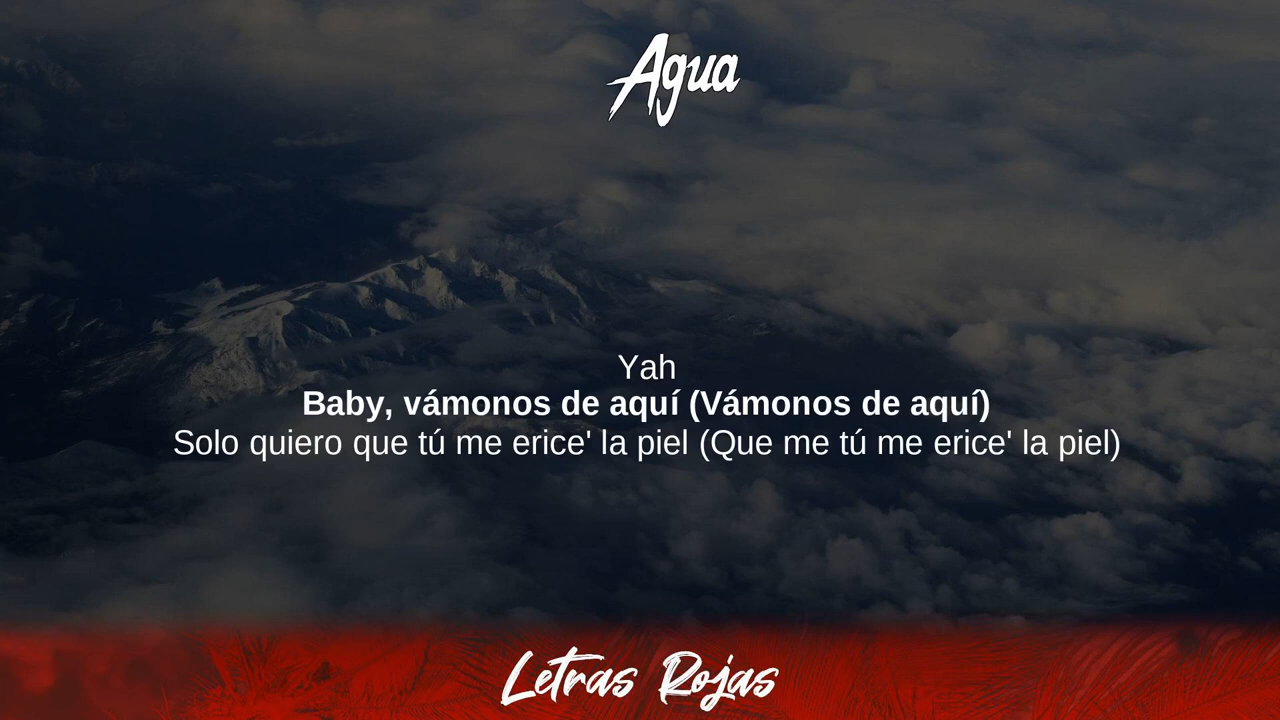 Agua
Yah
Baby, vámonos de aquí (Vámonos de aquí)
Solo quiero que tú me erice' la piel (Que me tú me erice' la piel)
Letras Rojas